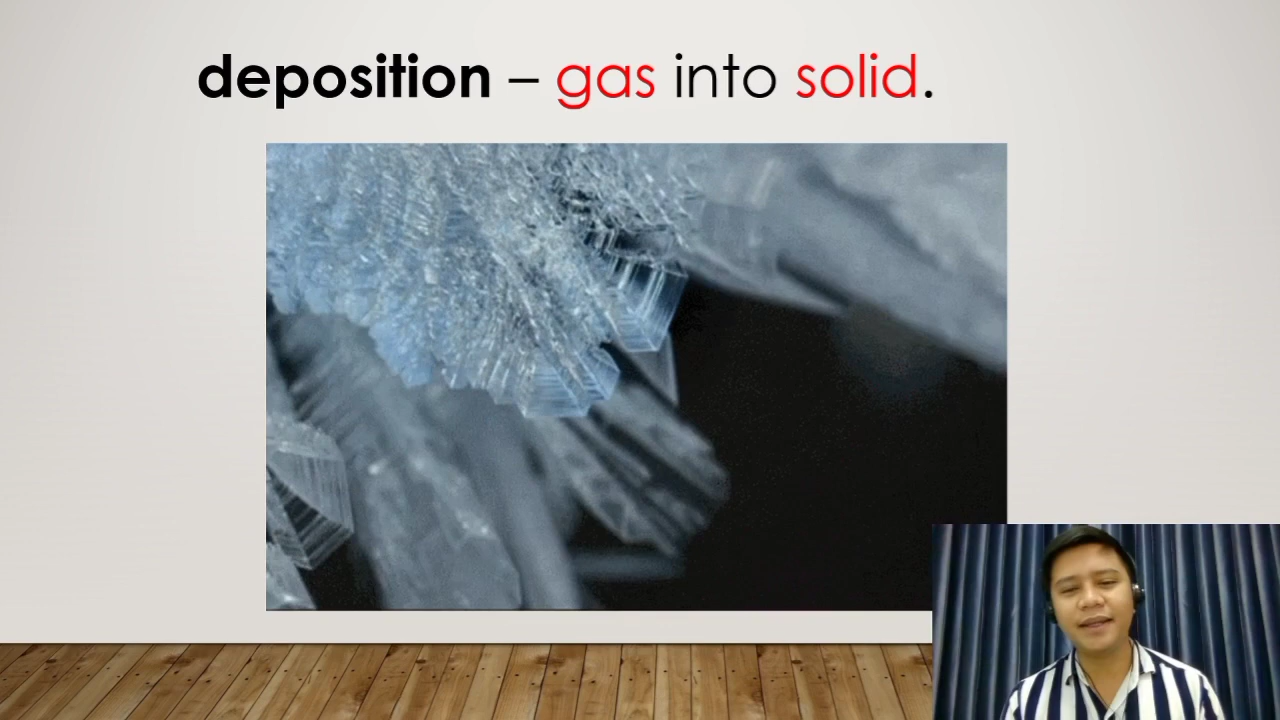 deposition – gas into solid.